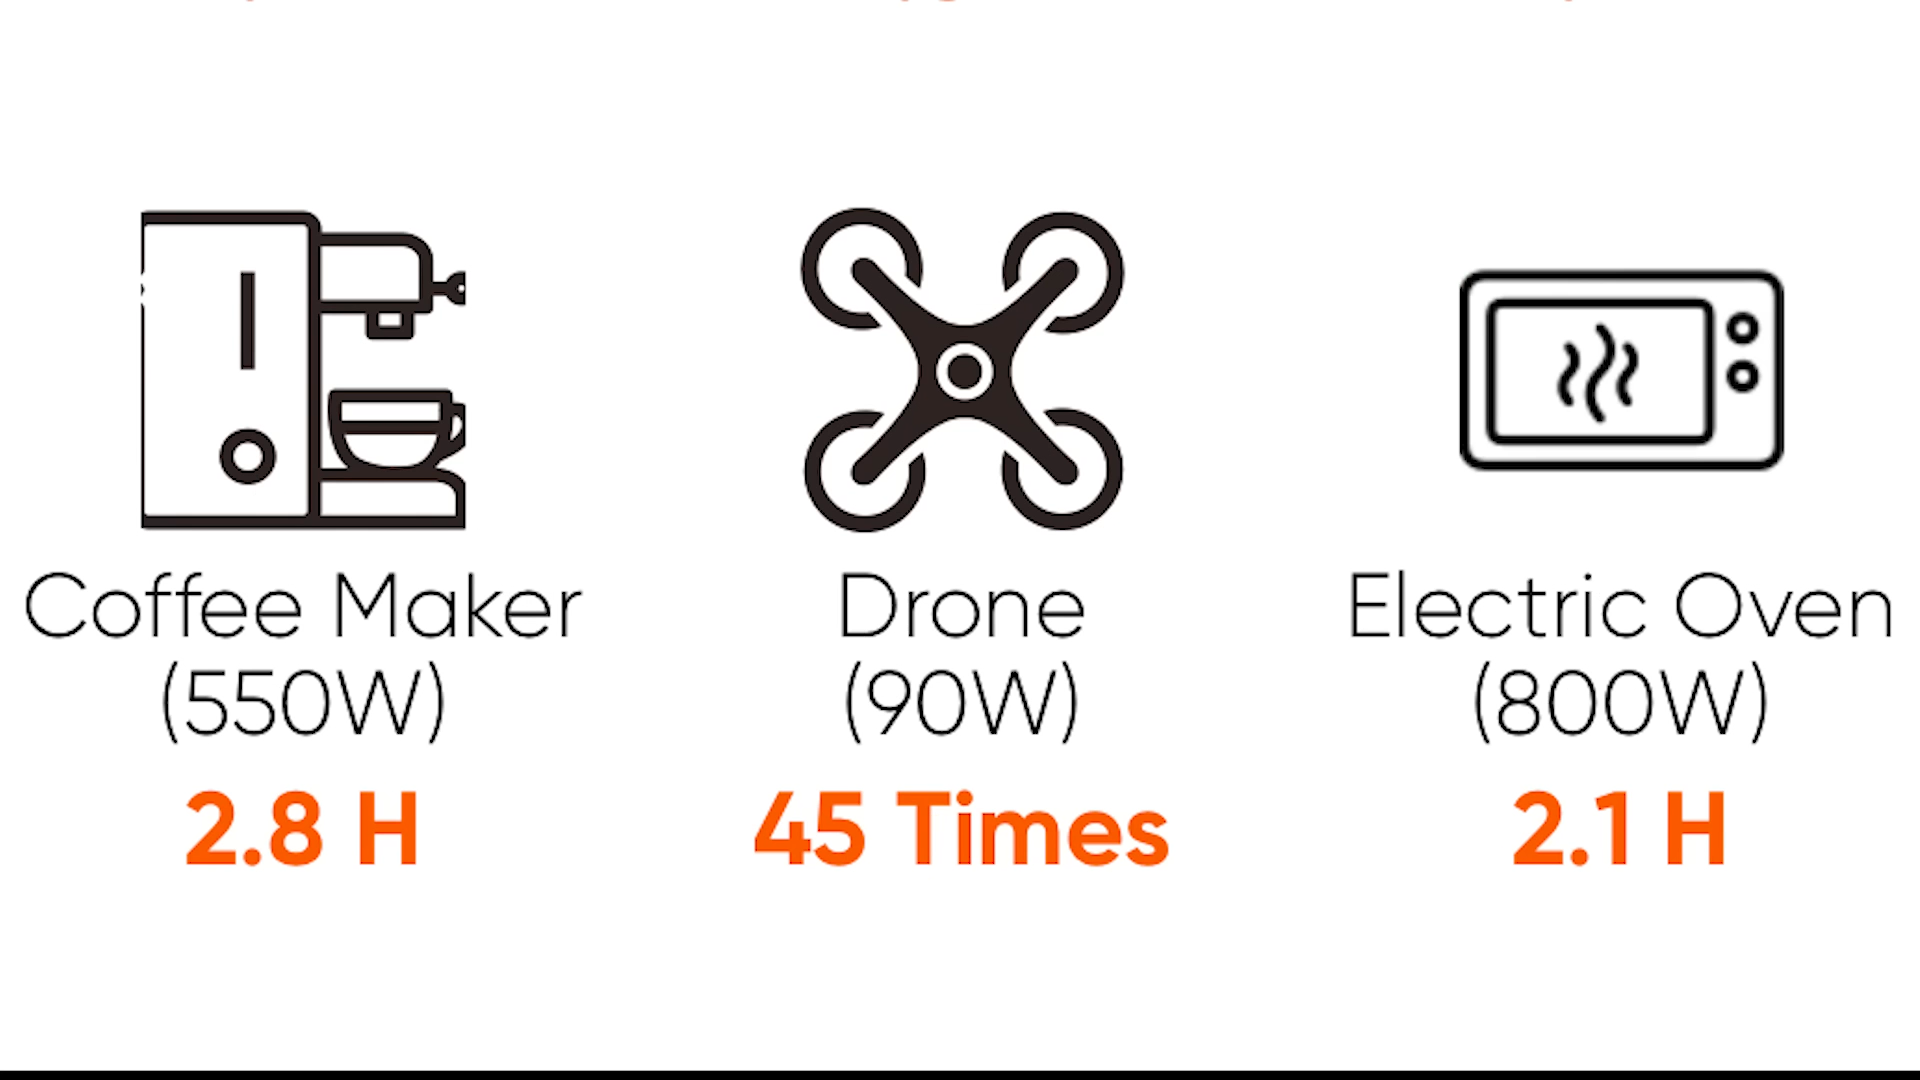 Coffee Maker
(550W)
2.8 H
Drone
(90W)
45 Times
Electric Oven
(800W)
2.1 H